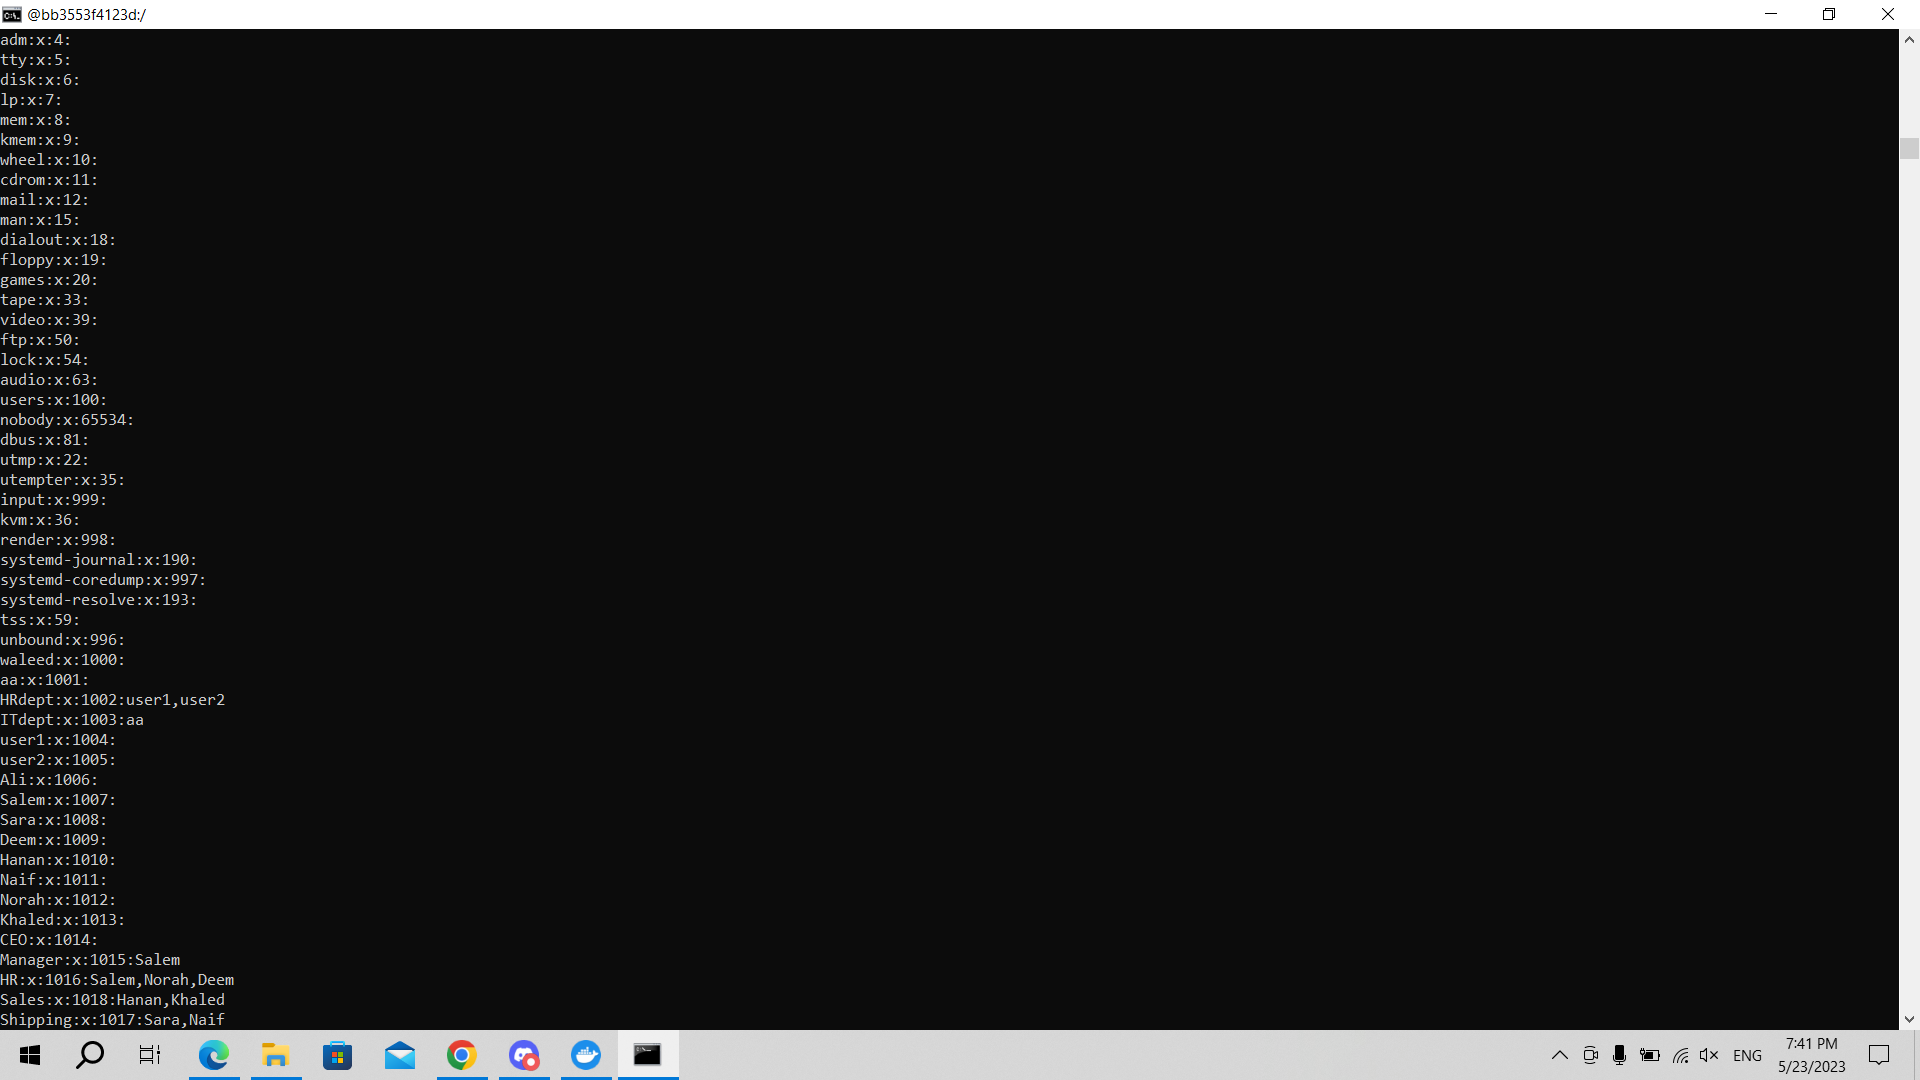 @bb3553f4123d:/
adm:x:4:
tty:x:5:
disk:x:6:
lp:x:7:
mem:x:8:
kmem:x:9:
wheel:x:10:
cdrom:x:11:
mail:x:12:
man:x:15:
dialout:x:18:
floppy:x:19:
games:x:20:
tape:x:33:
video:x:39:
ftp:x:50:
lock:x:54:
audio:x:63:
users:x:100:
nobody:x:65534:
dbus:x:81:
utmp:x:22:
utempter:x:35:
input:x:999:
kvm:x:36:
render:x:998:
systemd-journal:x:190:
systemd-coredump:x:997:
systemd-resolve:x:193:
tss:x:59:
unbound:x:996:
waleed:x:1000:
aa:x:1001:
HRdept:x:1002:user1,user2
ITdept:x:1003:aa
user1:x:1004:
user2:x:1005:
Ali:x:1006:
Salem:x:1007:
Sara:x:1008:
Deem:x:1009:
Hanan:x:1010:
Naif:x:1011:
Norah:x:1012:
Khaled:x:1013:
CEO:x:1014:
Manager:x:1015:Salem
HR:x:1016:Salem,Norah,Deem
Sales:x:1018:Hanan,Khaled
Shipping:x:1017:Sara,Naif
ENG
7:41 PM
5/23/2023